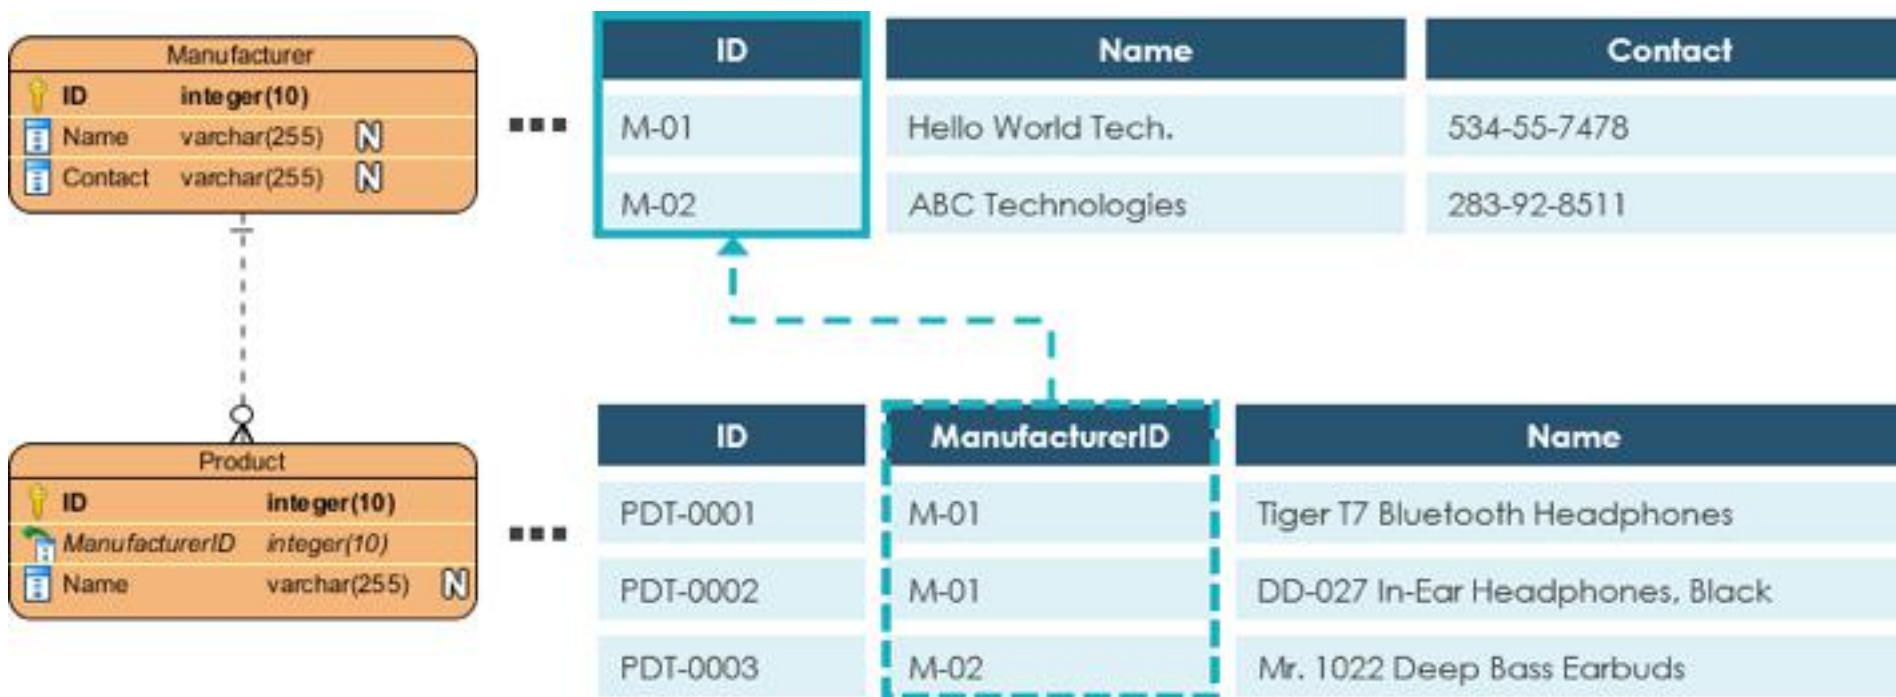 Manufacturer
ID integer(10)
Name varchar(255) N
Contact varchar(255) N
ID Name Contact
M-01 Hello World Tech. 534-55-7478
M-02 ABC Technologies 283-92-8511
Product
ID integer(10)
ManufacturerID integer(10)
Name varchar(255) N
ID ManufacturerID Name
PDT-0001 M-01 Tiger T7 Bluetooth Headphones
PDT-0002 M-01 DD-027 In-Ear Headphones, Black
PDT-0003 M-02 Mr. 1022 Deep Bass Earbuds